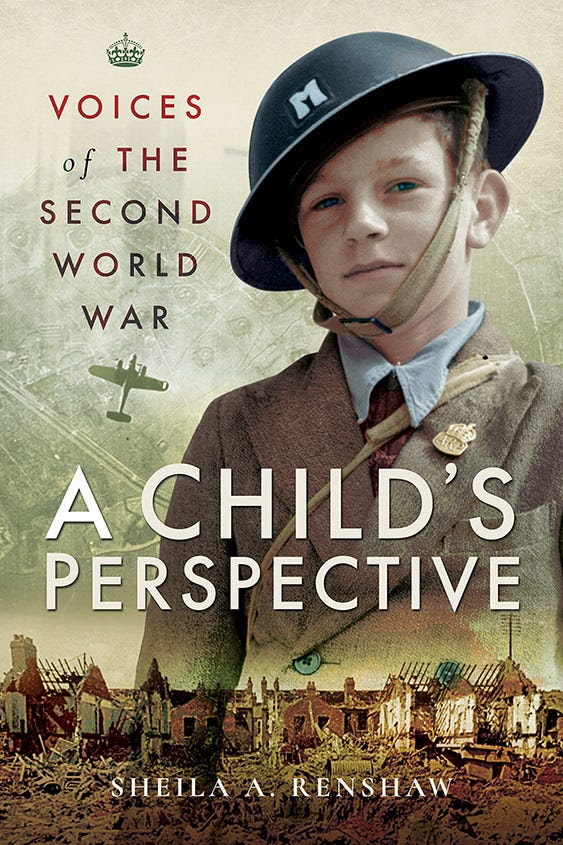 VOICES
of THE
SECOND
WORLD
WAR
M
A CHILD'S
PERSPECTIVE
SHEILA A. RENSHAW